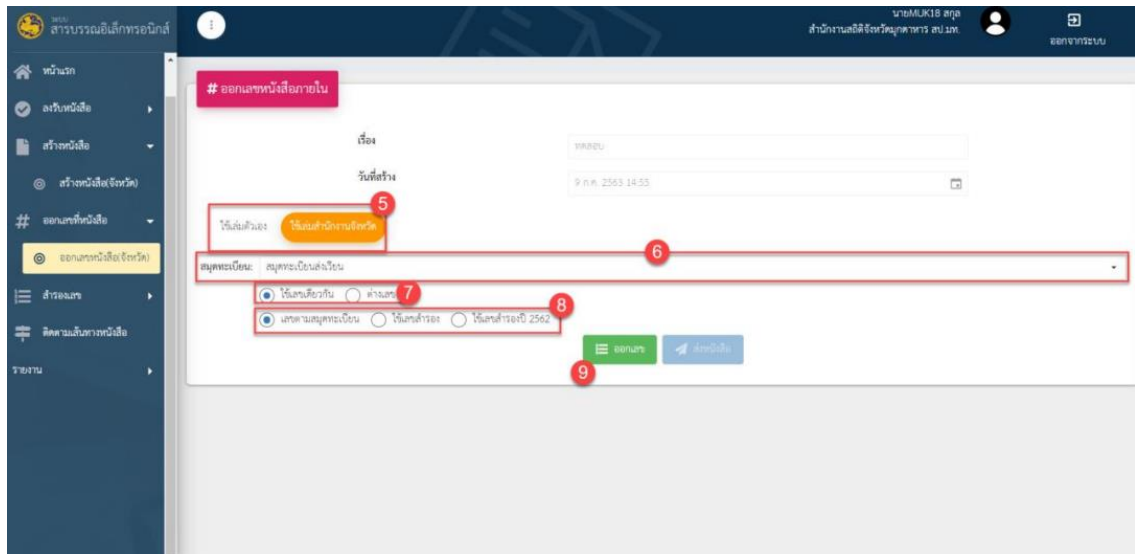 ระบบ
สารบรรณอิเล็กทรอนิกส์
นายMUK18 สกุล
สำนักงานสถิติจังหวัดมุกดาหาร สป.มท.
ออกจากระบบ
หน้าแรก
ลงรับหนังสือ
สร้างหนังสือ
สร้างหนังสือ(จังหวัด)
ออกเลขที่หนังสือ
ออกเลขหนังสือ(จังหวัด)
สำรองเลข
ติดตามเส้นทางหนังสือ
รายงาน
# ออกเลขหนังสือภายใน
เรื่อง
ทดสอบ
วันที่สร้าง
9 ก.ค. 2563 14:55
5
ใช้เล่มตัวเอง ใช้เล่มสำนักงานจังหวัด
6
สมุดทะเบียน: สมุดทะเบียนส่งเวียน
ใช้เลขเดียวกัน ต่างเลข
7
เลขตามสมุดทะเบียน ใช้เลขสำรอง ใช้เลขสำรองปี 2562
8
ออกเลข ส่งหนังสือ
9